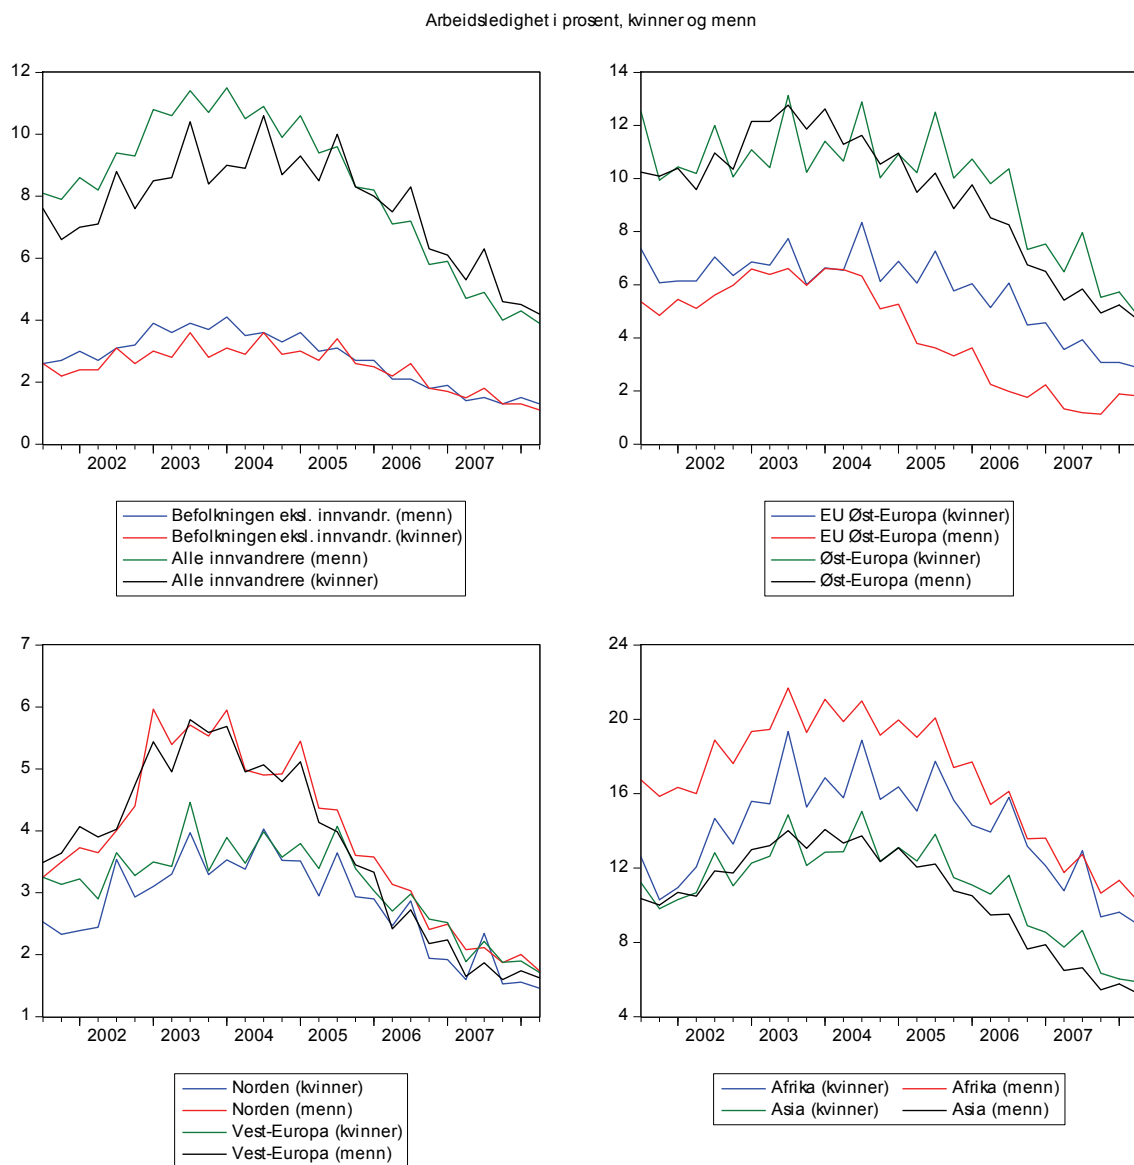 Arbeidsledighet i prosent, kvinner og menn
12
10
8
6
4
2
0
2002 2003 2004 2005 2006 2007
Befolkningen eksl. innvandr. (menn)
Befolkningen eksl. innvandr. (kvinner)
Alle innvandrere (menn)
Alle innvandrere (kvinner)
14
12
10
8
6
4
2
0
2002 2003 2004 2005 2006 2007
EU Øst-Europa (kvinner)
EU Øst-Europa (menn)
Øst-Europa (kvinner)
Øst-Europa (menn)
7
6
5
4
3
2
1
2002 2003 2004 2005 2006 2007
Norden (kvinner)
Norden (menn)
Vest-Europa (kvinner)
Vest-Europa (menn)
24
20
16
12
8
4
2002 2003 2004 2005 2006 2007
Afrika (kvinner) Afrika (menn)
Asia (kvinner) Asia (menn)